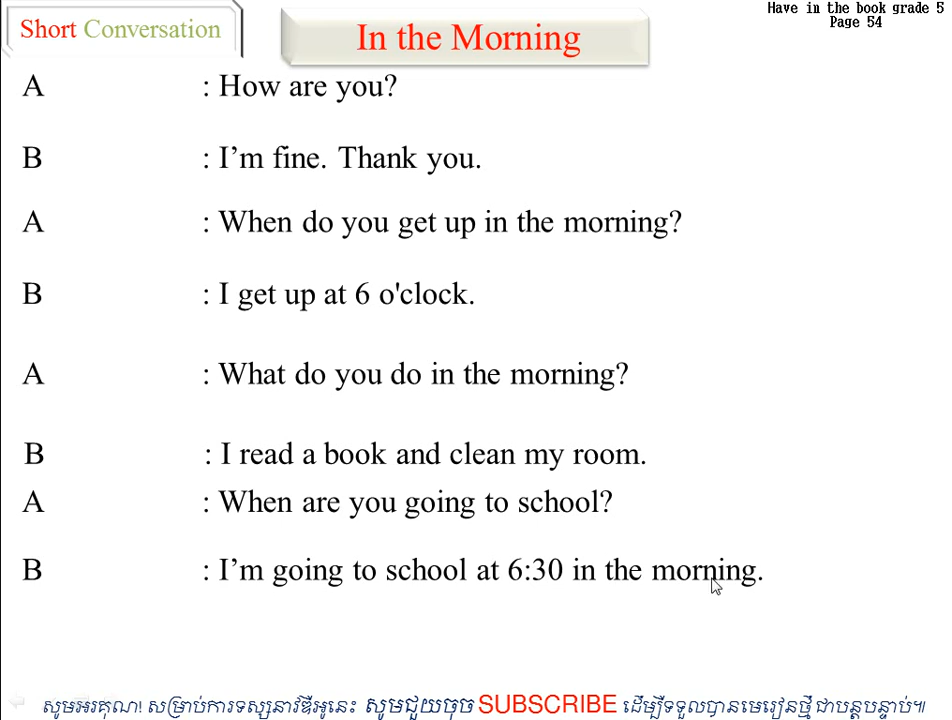 Short Conversation
In the Morning
Have in the book grade 5
Page 54
A : How are you?
B : I’m fine. Thank you.
A : When do you get up in the morning?
B : I get up at 6 o'clock.
A : What do you do in the morning?
B : I read a book and clean my room.
A : When are you going to school?
B : I’m going to school at 6:30 in the morning.
សូមអរគុណ! សម្រាប់ការទស្សនាវីឌីអូនេះ សូមជួយចុច SUBSCRIBE ដើម្បីទទួលបានមេរៀនថ្មីជាបន្តបន្ទាប់៕